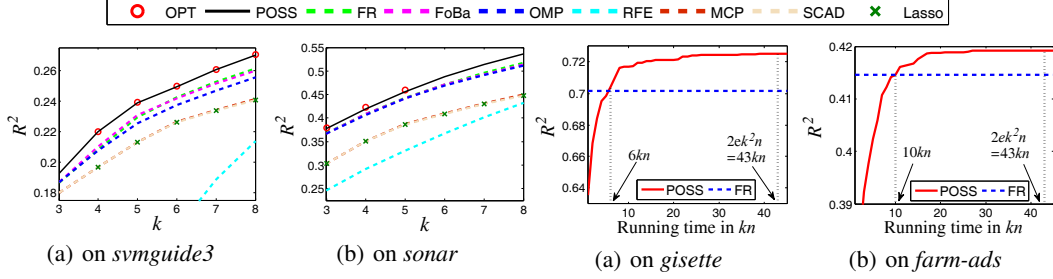 OPT POSS FR FoBa OMP RFE MCP SCAD Lasso
R²
0.26
0.24
0.22
0.2
0.18
3 4 5 6 7 8
k
(a) on svmguide3
R²
0.55
0.5
0.45
0.4
0.35
0.3
0.25
3 4 5 6 7 8
k
(b) on sonar
R²
0.72
0.7
0.68
0.66
0.64
6kn
2ek²n
=43kn
POSS FR
10 20 30 40
Running time in kn
(a) on gisette
R²
0.42
0.41
0.4
0.39
10kn
2ek²n
=43kn
POSS FR
10 20 30 40
Running time in kn
(b) on farm-ads